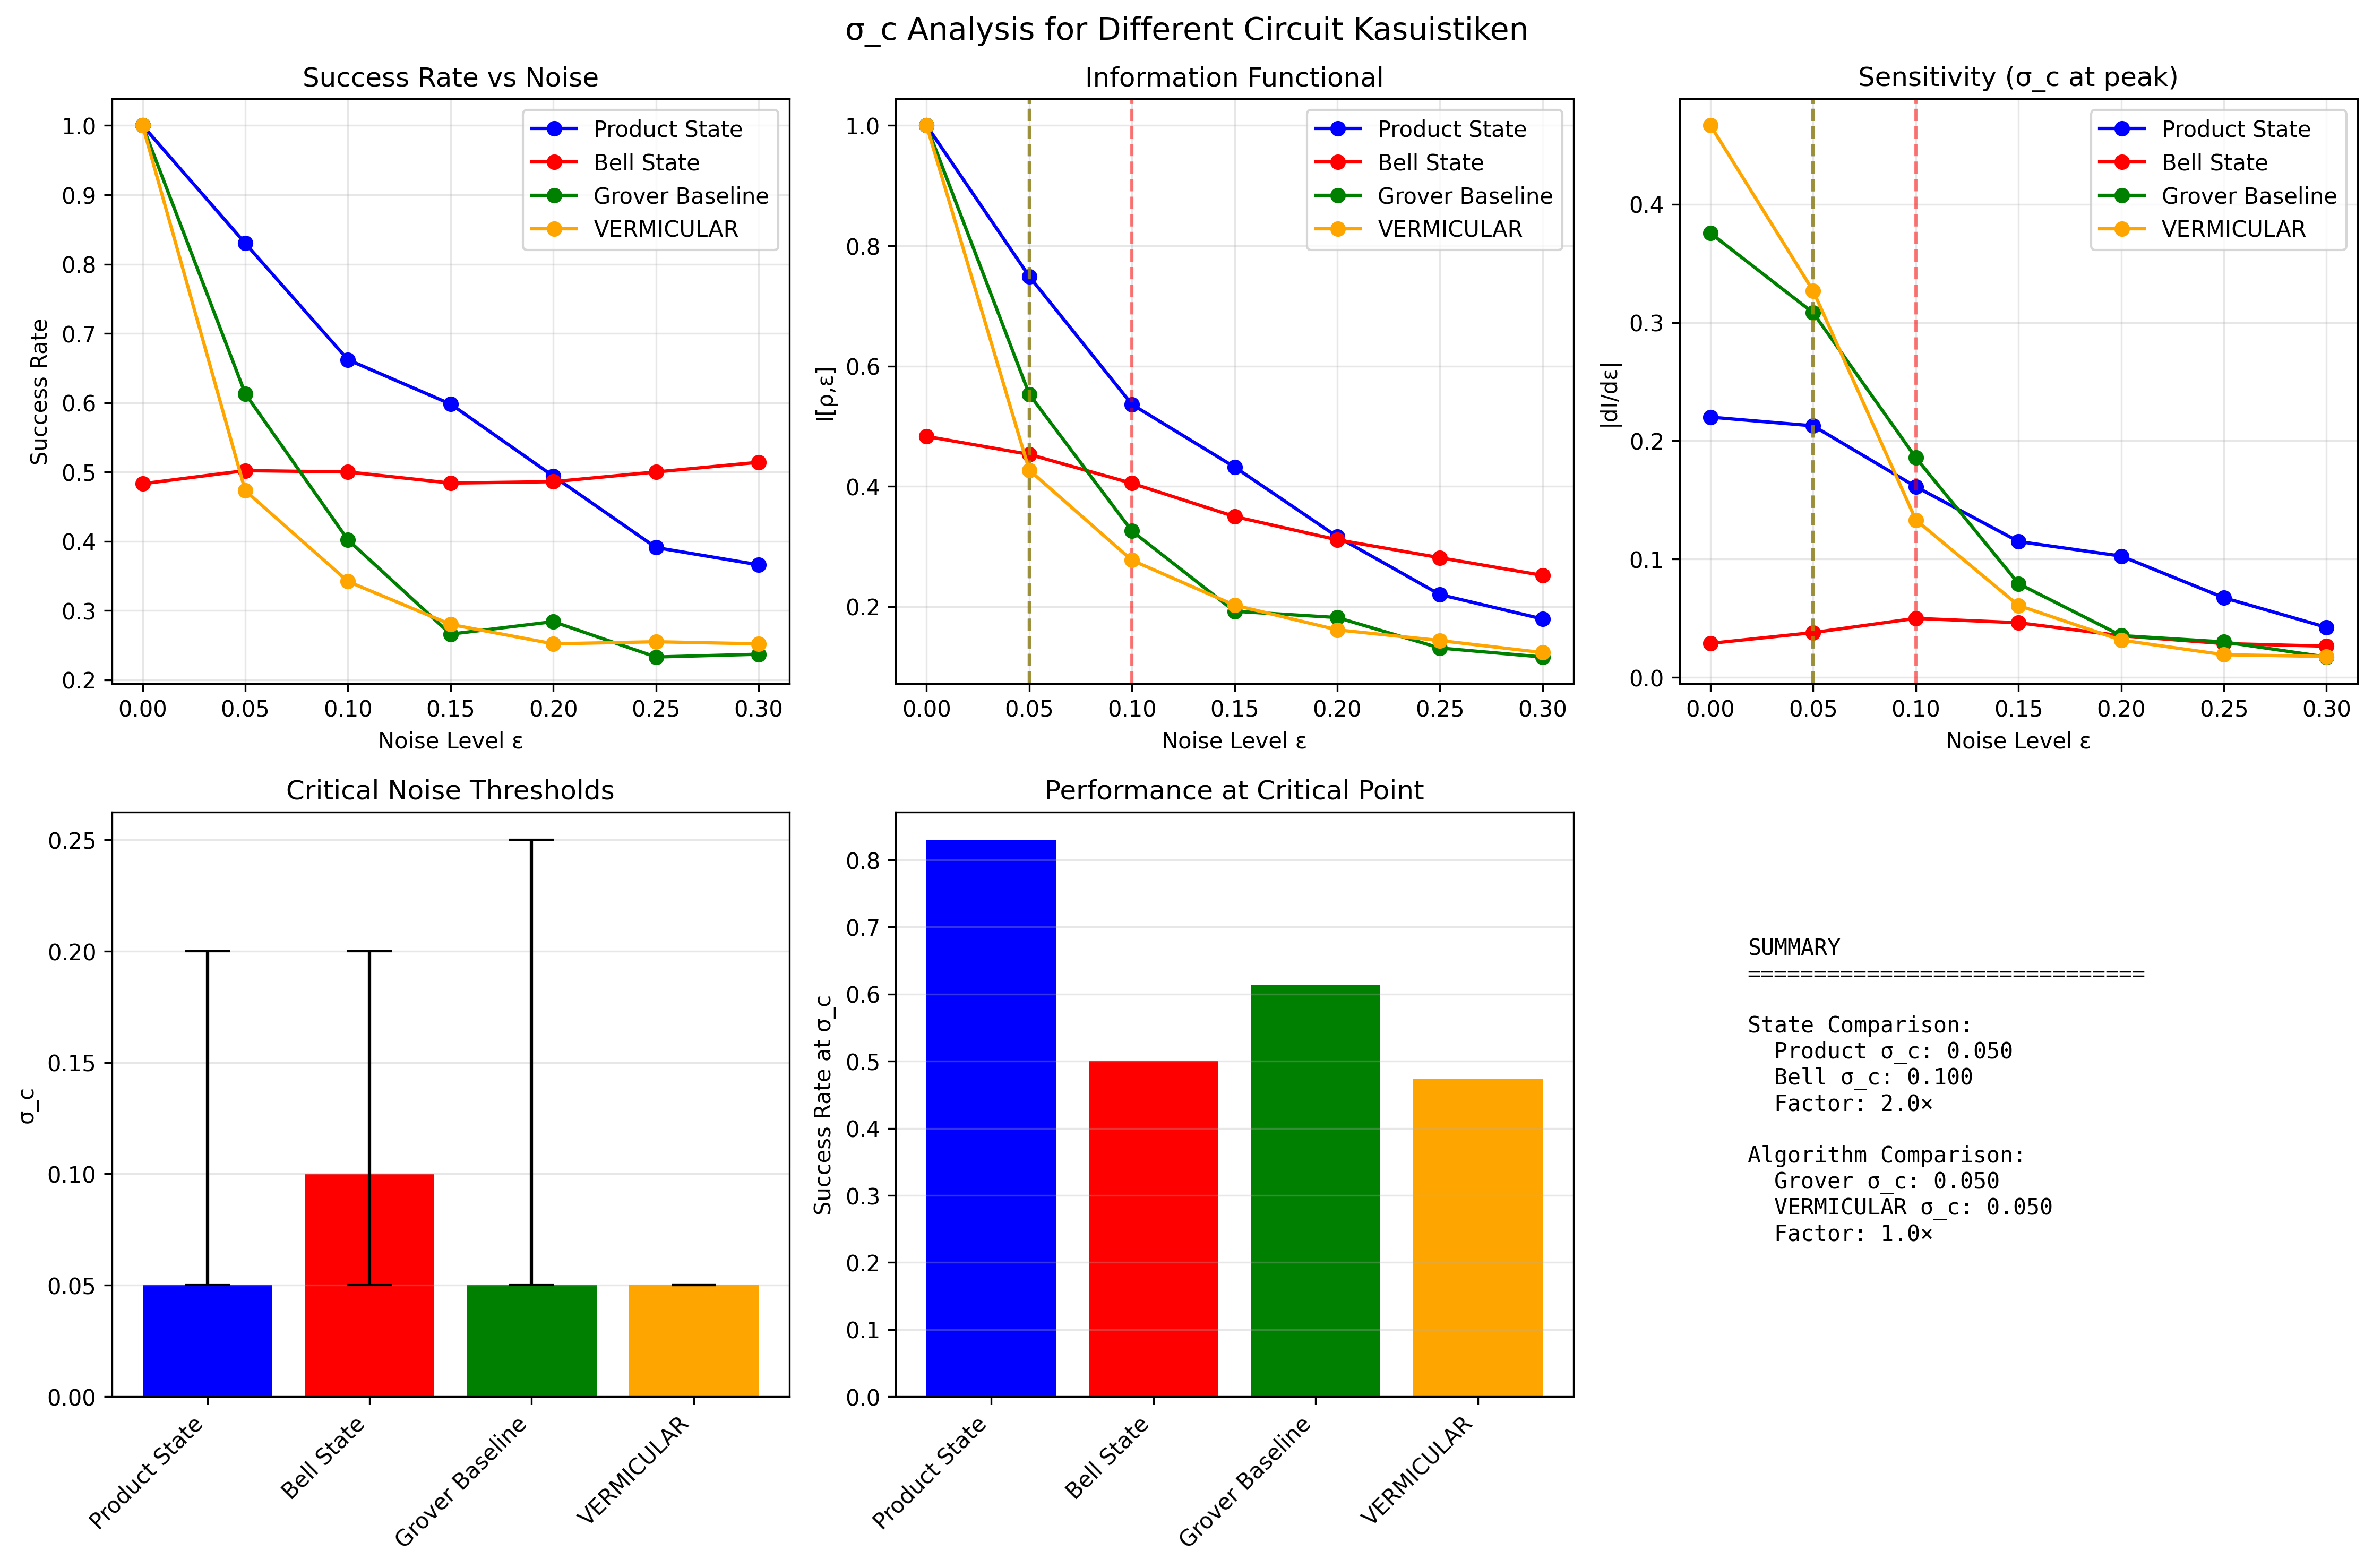 σ_c Analysis for Different Circuit Kasuistiken
Success Rate vs Noise
Success Rate
1.0
0.9
0.8
0.7
0.6
0.5
0.4
0.3
0.2
0.00 0.05 0.10 0.15 0.20 0.25 0.30
Noise Level ε
Product State
Bell State
Grover Baseline
VERMICULAR
Information Functional
I[ρ,ε]
1.0
0.8
0.6
0.4
0.2
0.00 0.05 0.10 0.15 0.20 0.25 0.30
Noise Level ε
Product State
Bell State
Grover Baseline
VERMICULAR
Sensitivity (σ_c at peak)
|dI/dε|
0.4
0.3
0.2
0.1
0.0
0.00 0.05 0.10 0.15 0.20 0.25 0.30
Noise Level ε
Product State
Bell State
Grover Baseline
VERMICULAR
Critical Noise Thresholds
σ_c
0.25
0.20
0.15
0.10
0.05
0.00
Product State
Bell State
Grover Baseline
VERMICULAR
Performance at Critical Point
Success Rate at σ_c
0.8
0.7
0.6
0.5
0.4
0.3
0.2
0.1
0.0
Product State
Bell State
Grover Baseline
VERMICULAR
SUMMARY
==============================
State Comparison:
Product σ_c: 0.050
Bell σ_c: 0.100
Factor: 2.0×
Algorithm Comparison:
Grover σ_c: 0.050
VERMICULAR σ_c: 0.050
Factor: 1.0×